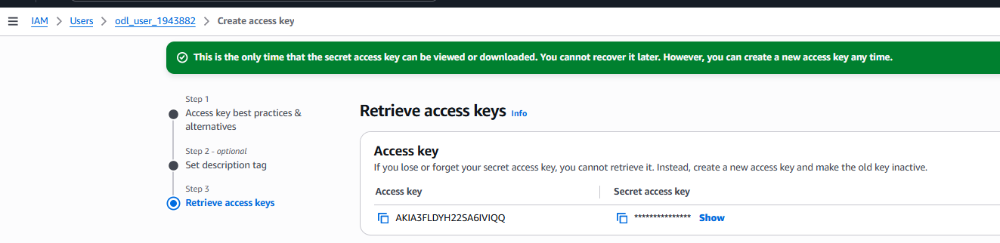 IAM > Users > odl_user_1943882 > Create access key
This is the only time that the secret access key can be viewed or downloaded. You cannot recover it later. However, you can create a new access key any time.
Step 1
Access key best practices &
alternatives
Step 2 - optional
Set description tag
Step 3
Retrieve access keys
Retrieve access keys Info
Access key
If you lose or forget your secret access key, you cannot retrieve it. Instead, create a new access key and make the old key inactive.
Access key Secret access key
AKIA3FLDYH22SA6IVIQQ *************** Show